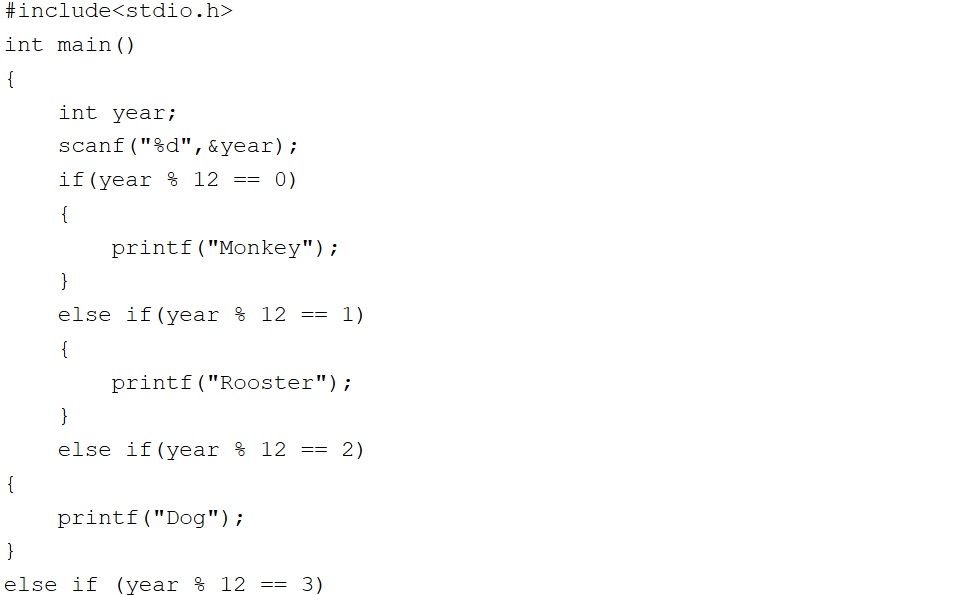 #include<stdio.h>
int main()
{
    int year;
    scanf("%d",&year);
    if(year % 12 == 0)
    {
        printf("Monkey");
    }
    else if(year % 12 == 1)
    {
        printf("Rooster");
    }
    else if(year % 12 == 2)
{
    printf("Dog");
}
else if (year % 12 == 3)